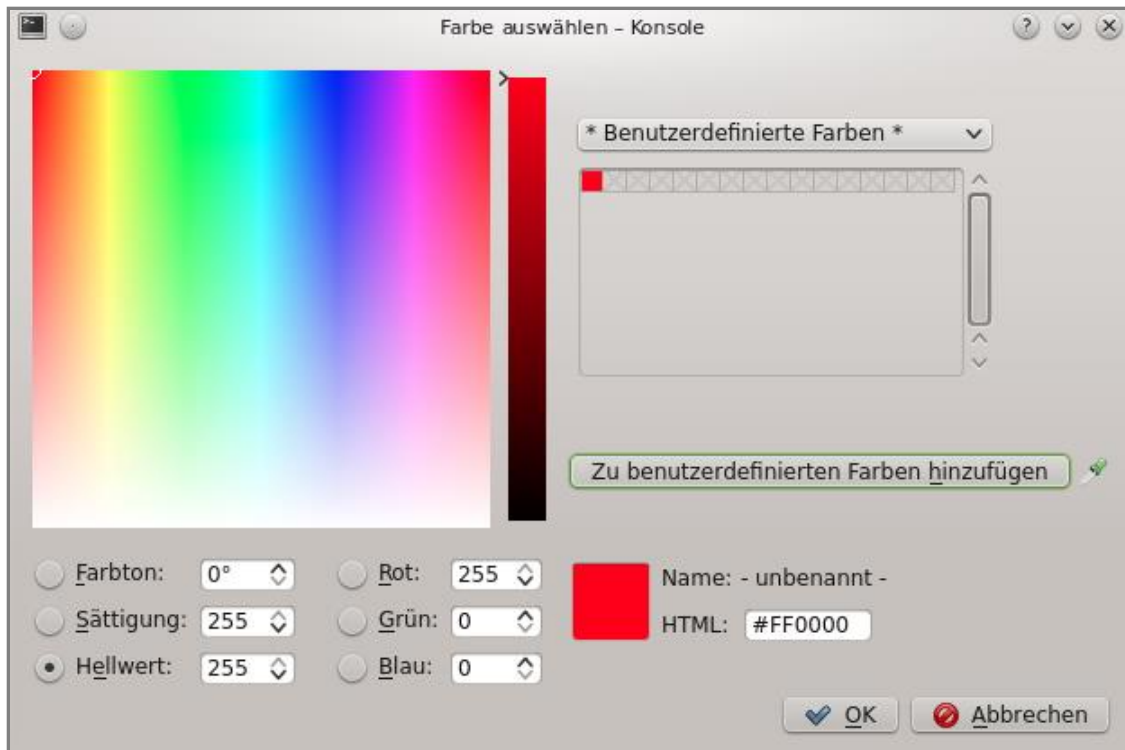 Farbe auswählen – Konsole
* Benutzerdefinierte Farben *
Zu benutzerdefinierten Farben hinzufügen
Farbton: 0°
Rot: 255
Name: - unbenannt -
Sättigung: 255
Grün: 0
HTML: #FF0000
Hellwert: 255
Blau: 0
OK
Abbrechen